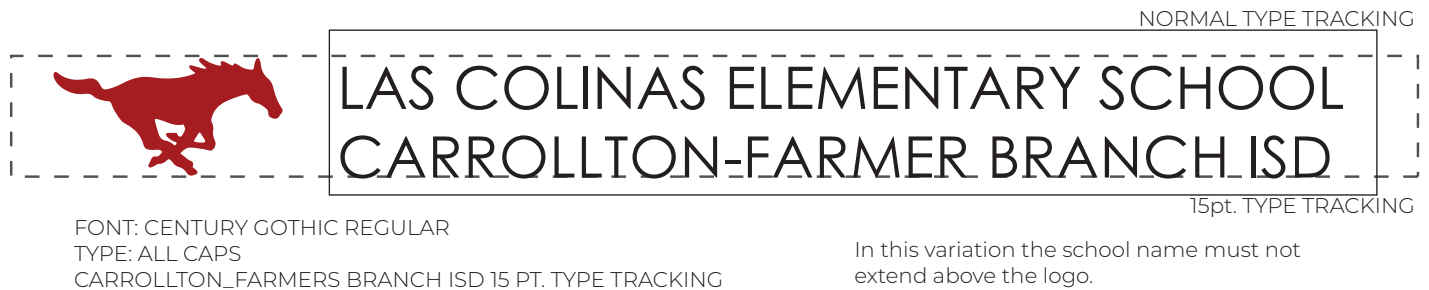 NORMAL TYPE TRACKING
LAS COLINAS ELEMENTARY SCHOOL
CARROLLTON-FARMER BRANCH ISD
15pt. TYPE TRACKING
FONT: CENTURY GOTHIC REGULAR
TYPE: ALL CAPS
CARROLLTON_FARMERS BRANCH ISD 15 PT. TYPE TRACKING
In this variation the school name must not
extend above the logo.